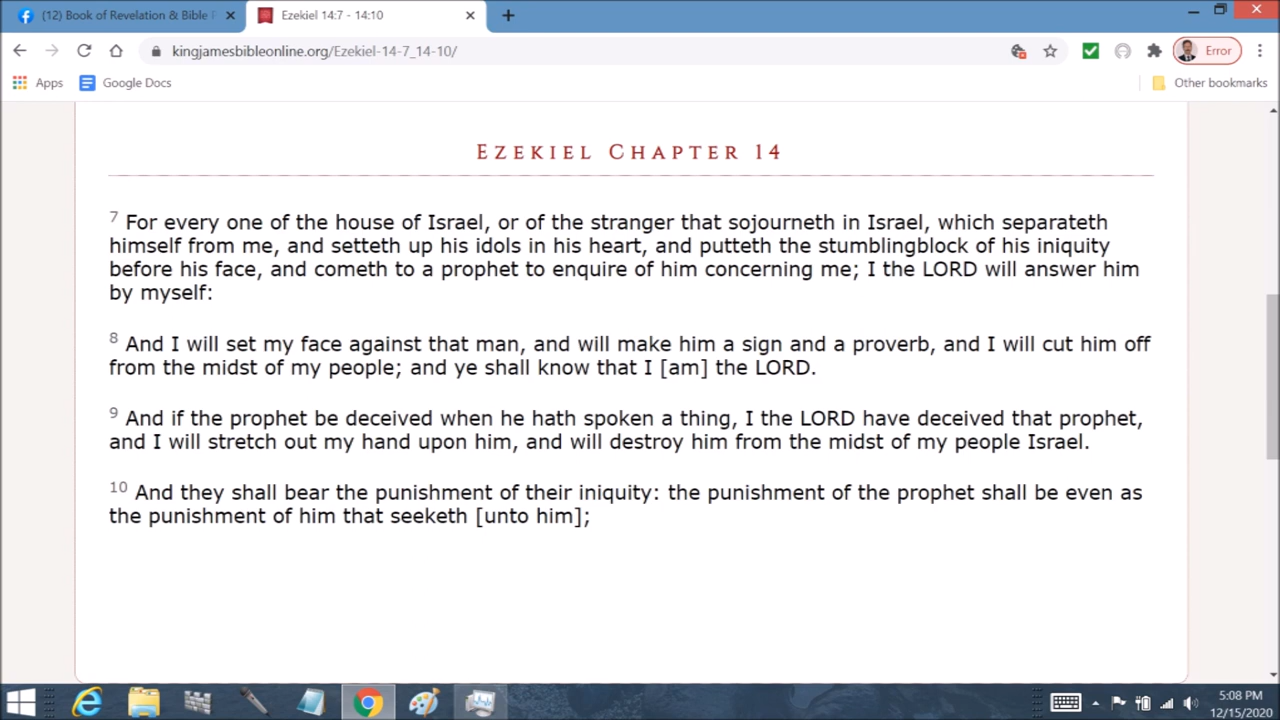 (12) Book of Revelation & Bible P
Ezekiel 14:7 - 14:10
kingjamesbibleonline.org/Ezekiel-14-7_14-10/
Error
Apps
Google Docs
Other bookmarks
EZEKIEL CHAPTER 14
7 For every one of the house of Israel, or of the stranger that sojourneth in Israel, which separateth
himself from me, and setteth up his idols in his heart, and putteth the stumblingblock of his iniquity
before his face, and cometh to a prophet to enquire of him concerning me; I the LORD will answer him
by myself:
8 And I will set my face against that man, and will make him a sign and a proverb, and I will cut him off
from the midst of my people; and ye shall know that I [am] the LORD.
9 And if the prophet be deceived when he hath spoken a thing, I the LORD have deceived that prophet,
and I will stretch out my hand upon him, and will destroy him from the midst of my people Israel.
10 And they shall bear the punishment of their iniquity: the punishment of the prophet shall be even as
the punishment of him that seeketh [unto him];
5:08 PM
12/15/2020